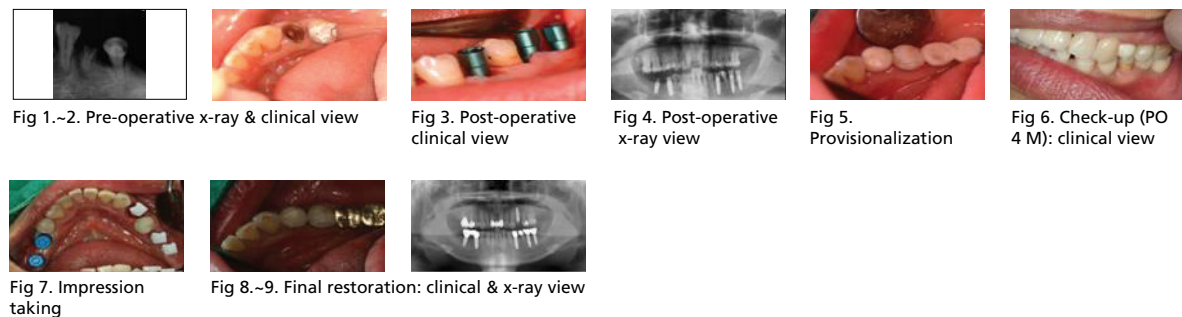 Fig 1.~2. Pre-operative x-ray & clinical view
Fig 3. Post-operative
clinical view
Fig 4. Post-operative
x-ray view
Fig 5.
Provisionalization
Fig 6. Check-up (PO
4 M): clinical view
Fig 7. Impression
taking
Fig 8.~9. Final restoration: clinical & x-ray view